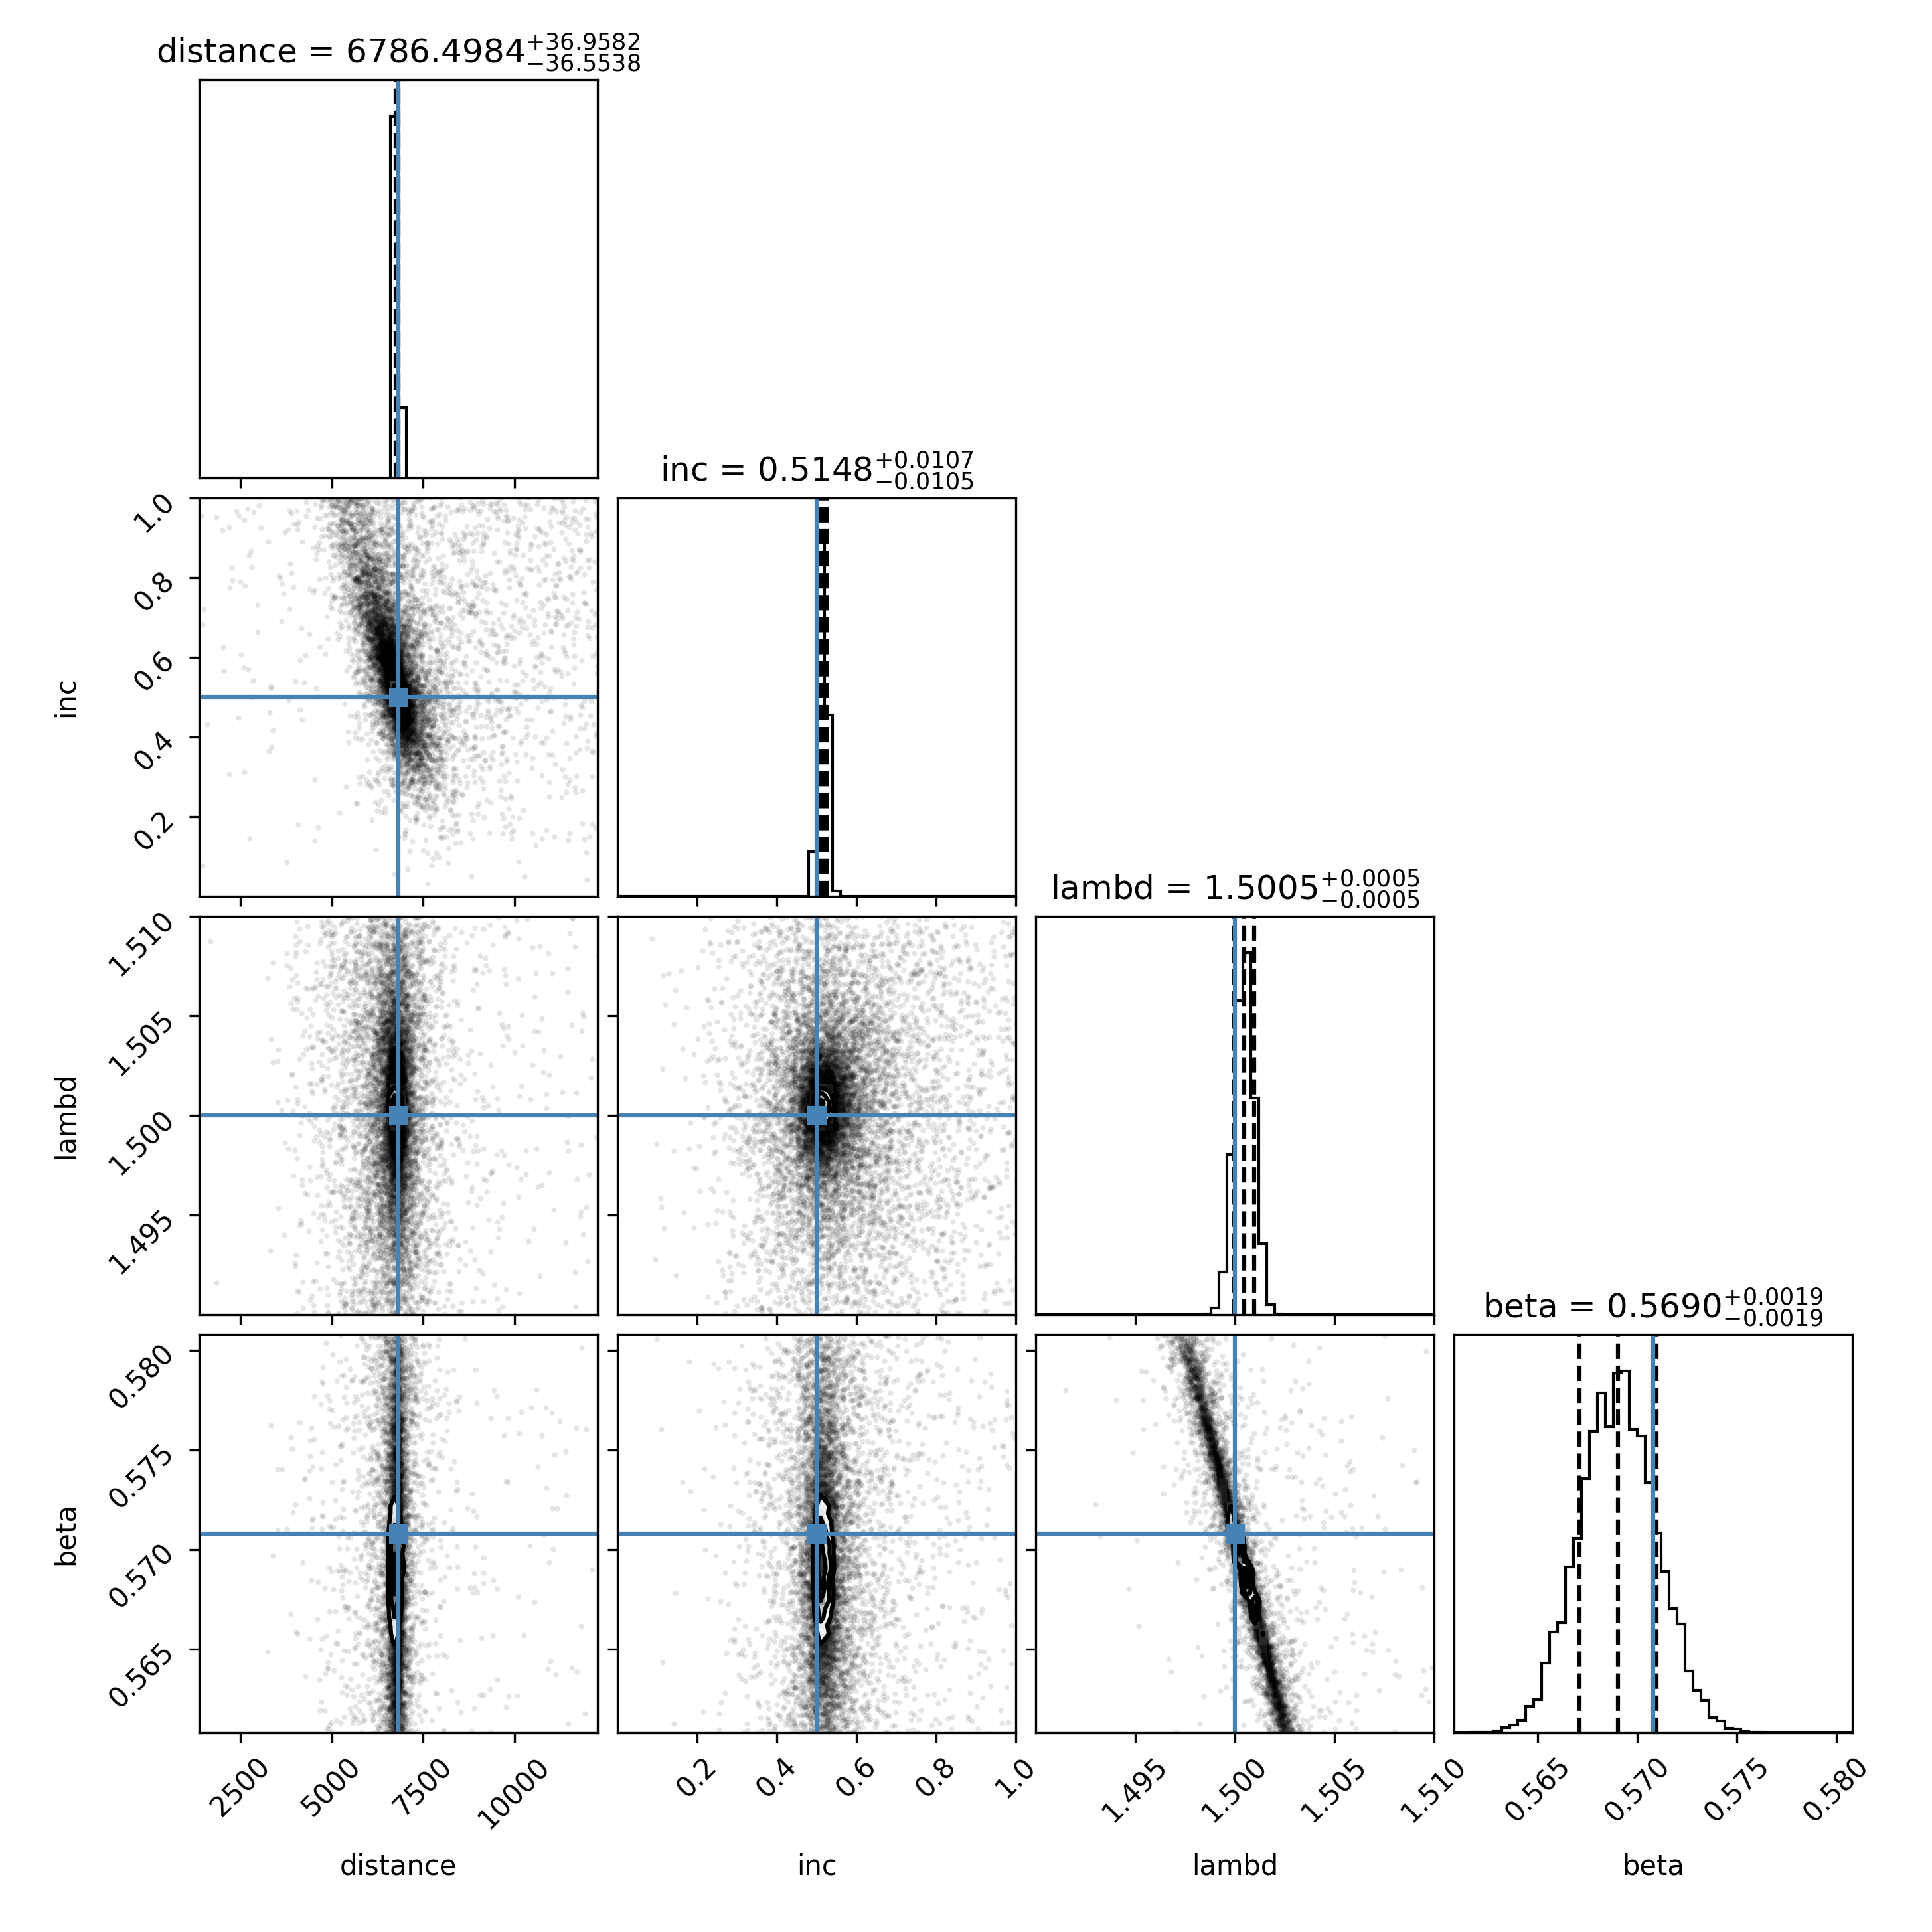 distance = 6786.4984 +36.9582 −36.5538
inc = 0.5148 +0.0107 −0.0105
lambd = 1.5005 +0.0005 −0.0005
beta = 0.5690 +0.0019 −0.0019
inc
1.0
0.8
0.6
0.4
0.2
lambd
1.510
1.505
1.500
1.495
beta
0.580
0.575
0.570
0.565
2500 5000 7500 10000
0.2 0.4 0.6 0.8 1.0
1.495 1.500 1.505 1.510
0.565 0.570 0.575 0.580
distance inc lambd beta